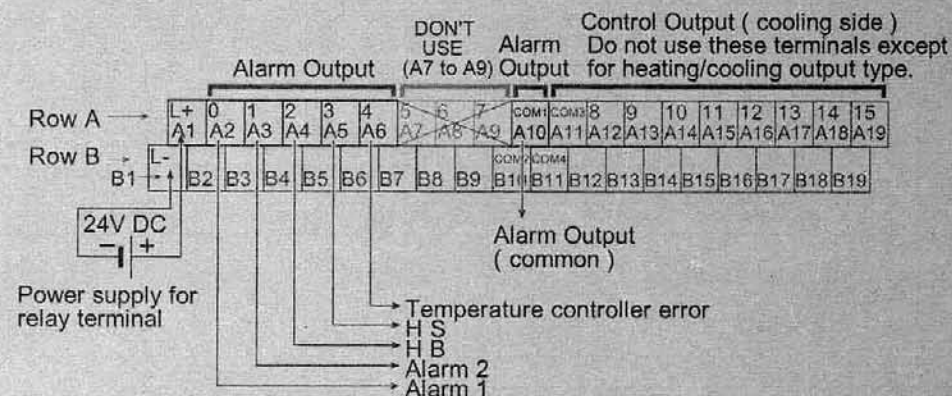 DON'T
USE
(A7 to A9)
Alarm Output
Alarm
Output
Control Output ( cooling side )
Do not use these terminals except
for heating/cooling output type.
Row A
L+ 0 1 2 3 4 5 6 7 COM1 COM3 8 9 10 11 12 13 14 15
A1 A2 A3 A4 A5 A6 A7 A8 A9 A10 A11 A12 A13 A14 A15 A16 A17 A18 A19
Row B
L- COM2 COM4
B1 - B2 B3 B4 B5 B6 B7 B8 B9 B10 B11 B12 B13 B14 B15 B16 B17 B18 B19
24V DC
− +
Power supply for
relay terminal
Alarm Output
( common )
Temperature controller error
H S
H B
Alarm 2
Alarm 1